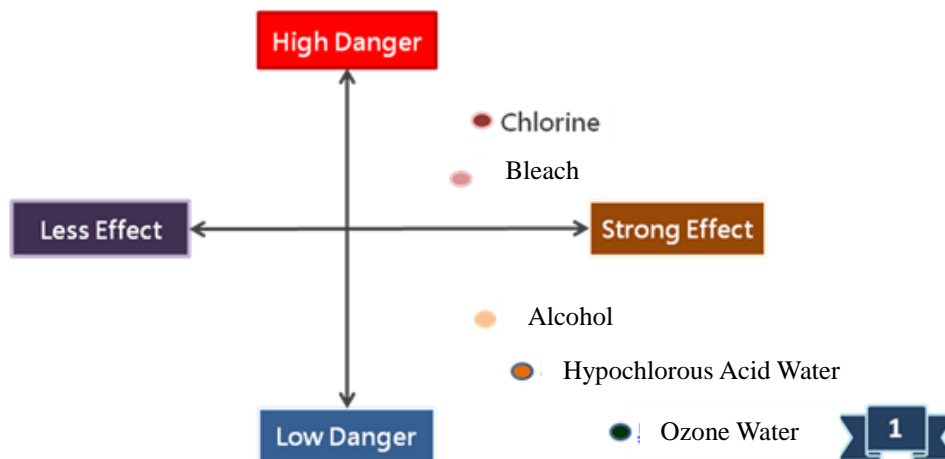 High Danger
Chlorine
Bleach
Less Effect
Strong Effect
Alcohol
Hypochlorous Acid Water
Low Danger
Ozone Water
1